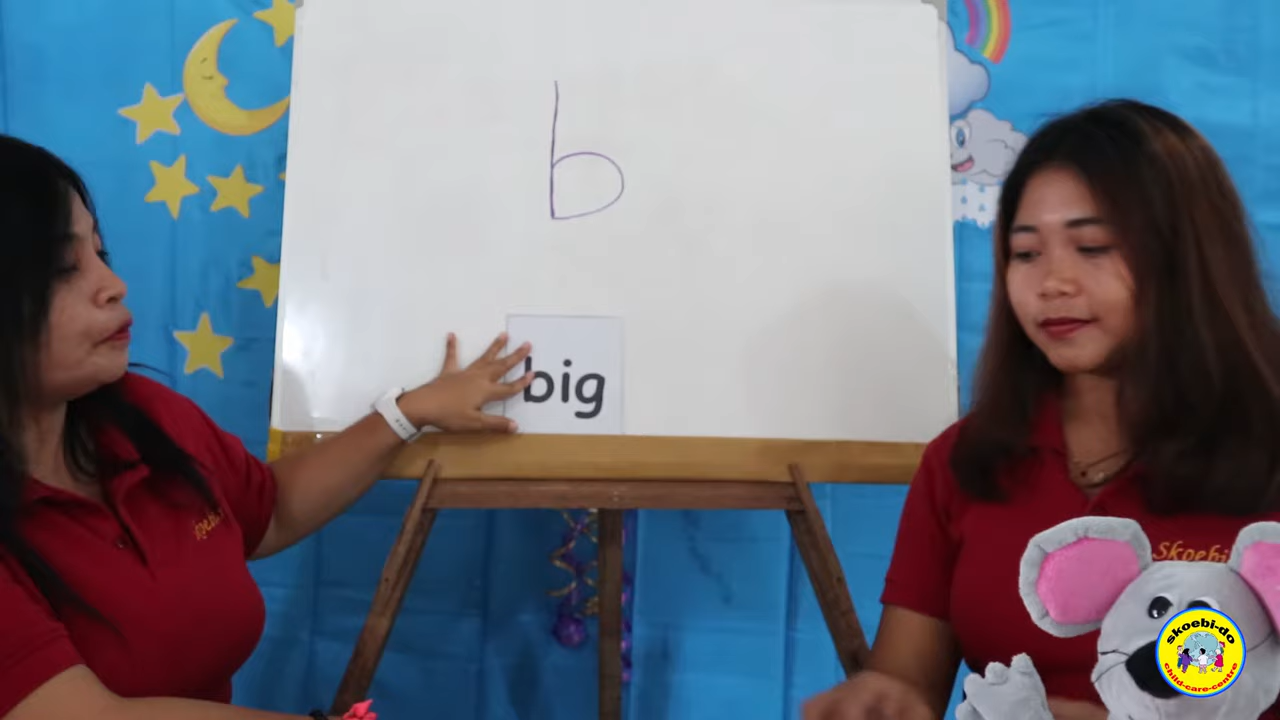 b
big
Skoebi
skoebi-do
child-care-centre